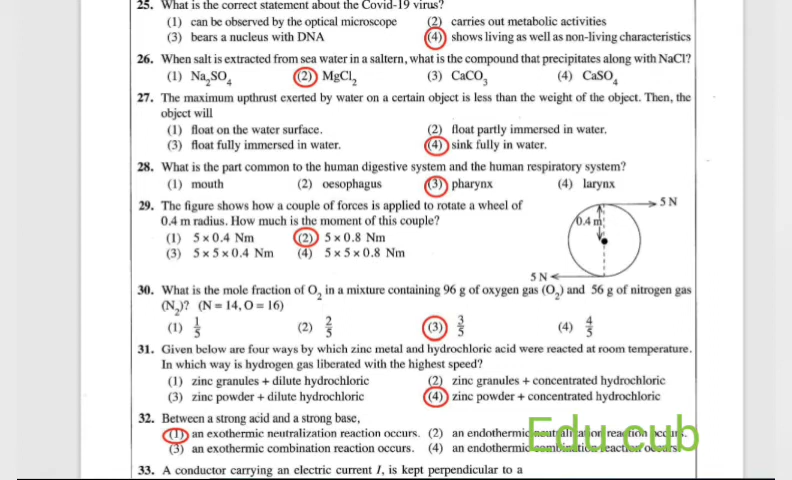 25. What is the correct statement about the Covid-19 virus?
(1) can be observed by the optical microscope (2) carries out metabolic activities
(3) bears a nucleus with DNA (4) shows living as well as non-living characteristics
26. When salt is extracted from sea water in a saltern, what is the compound that precipitates along with NaCl?
(1) Na₂SO₄ (2) MgCl₂ (3) CaCO₃ (4) CaSO₄
27. The maximum upthrust exerted by water on a certain object is less than the weight of the object. Then, the
object will
(1) float on the water surface. (2) float partly immersed in water.
(3) float fully immersed in water. (4) sink fully in water.
28. What is the part common to the human digestive system and the human respiratory system?
(1) mouth (2) oesophagus (3) pharynx (4) larynx
29. The figure shows how a couple of forces is applied to rotate a wheel of
0.4 m radius. How much is the moment of this couple?
(1) 5 × 0.4 Nm (2) 5 × 0.8 Nm
(3) 5 × 5 × 0.4 Nm (4) 5 × 5 × 0.8 Nm
5 N
0.4 m
5 N
30. What is the mole fraction of O₂ in a mixture containing 96 g of oxygen gas (O₂) and 56 g of nitrogen gas
(N₂)? (N = 14, O = 16)
(1) 1/5 (2) 2/5 (3) 3/5 (4) 4/5
31. Given below are four ways by which zinc metal and hydrochloric acid were reacted at room temperature.
In which way is hydrogen gas liberated with the highest speed?
(1) zinc granules + dilute hydrochloric (2) zinc granules + concentrated hydrochloric
(3) zinc powder + dilute hydrochloric (4) zinc powder + concentrated hydrochloric
32. Between a strong acid and a strong base,
(1) an exothermic neutralization reaction occurs. (2) an endothermic neutralization reaction occurs.
(3) an exothermic combination reaction occurs. (4) an endothermic combination reaction occurs.
Edu cub
33. A conductor carrying an electric current I, is kept perpendicular to a